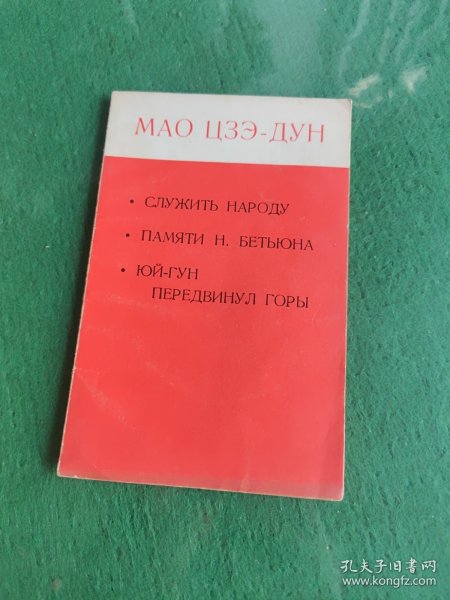 МАО ЦЗЭ-ДУН
• СЛУЖИТЬ НАРОДУ
• ПАМЯТИ Н. БЕТЬЮНА
• ЮЙ-ГУН
ПЕРЕДВИНУЛ ГОРЫ
孔夫子旧书网
www.kongfz.com